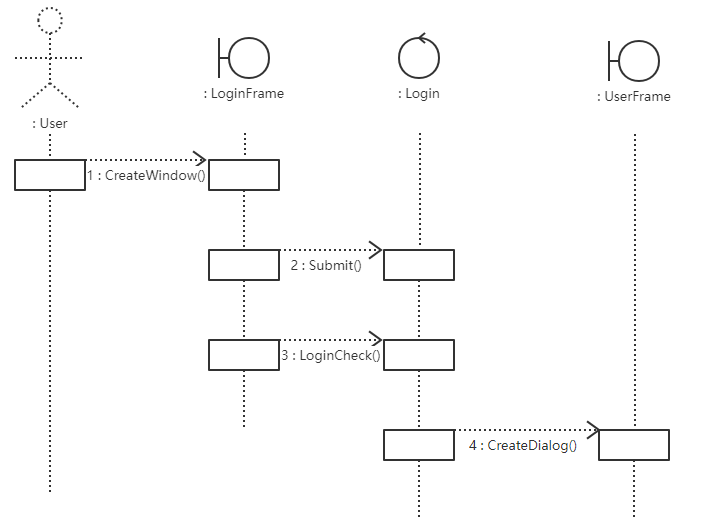 : User
: LoginFrame
: Login
: UserFrame
1 : CreateWindow()
2 : Submit()
3 : LoginCheck()
4 : CreateDialog()